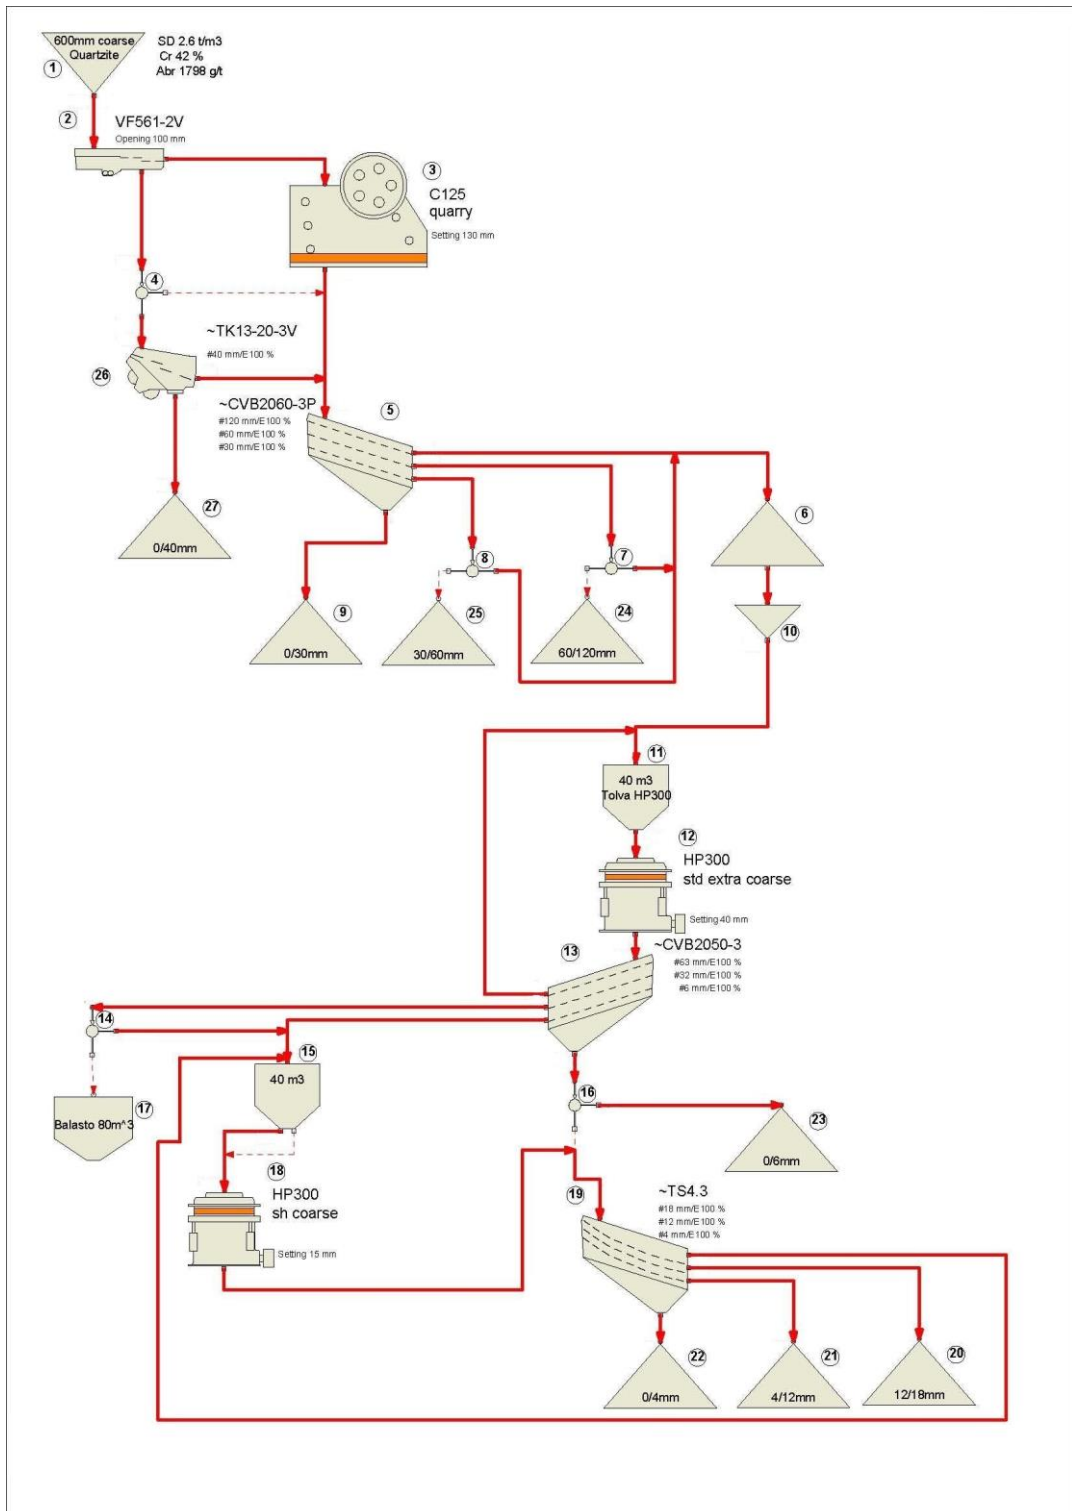 600mm coarse
Quartzite
SD 2.6 t/m3
Cr 42 %
Abr 1798 g/t
1
2
VF561-2V
Opening 100 mm
3
C125
quarry
Setting 130 mm
4
~TK13-20-3V
#40 mm/E100 %
26
~CVB2060-3P
#120 mm/E100 %
#60 mm/E100 %
#30 mm/E100 %
5
27
0/40mm
6
8
7
9
0/30mm
25
30/60mm
24
60/120mm
10
11
40 m3
Tolva HP300
12
HP300
std extra coarse
Setting 40 mm
13
~CVB2050-3
#63 mm/E100 %
#32 mm/E100 %
#6 mm/E100 %
14
15
40 m3
16
17
Balasto 80m^3
23
0/6mm
18
HP300
sh coarse
Setting 15 mm
19
~TS4.3
#18 mm/E100 %
#12 mm/E100 %
#4 mm/E100 %
22
0/4mm
21
4/12mm
20
12/18mm